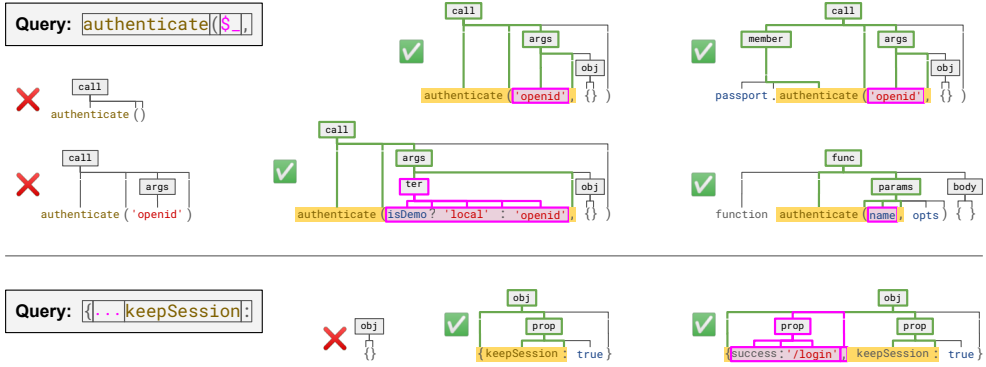 Query: authenticate($_,
call
authenticate()
call
args
obj
authenticate('openid', {})
call
member
args
obj
passport.authenticate('openid', {})
call
args
authenticate('openid')
call
args
ter
obj
authenticate(isDemo? 'local' : 'openid', {})
func
params
body
function authenticate(name, opts) { }
Query: {...keepSession:
obj
{}
obj
prop
{keepSession: true}
obj
prop
prop
{success:'/login', keepSession: true}